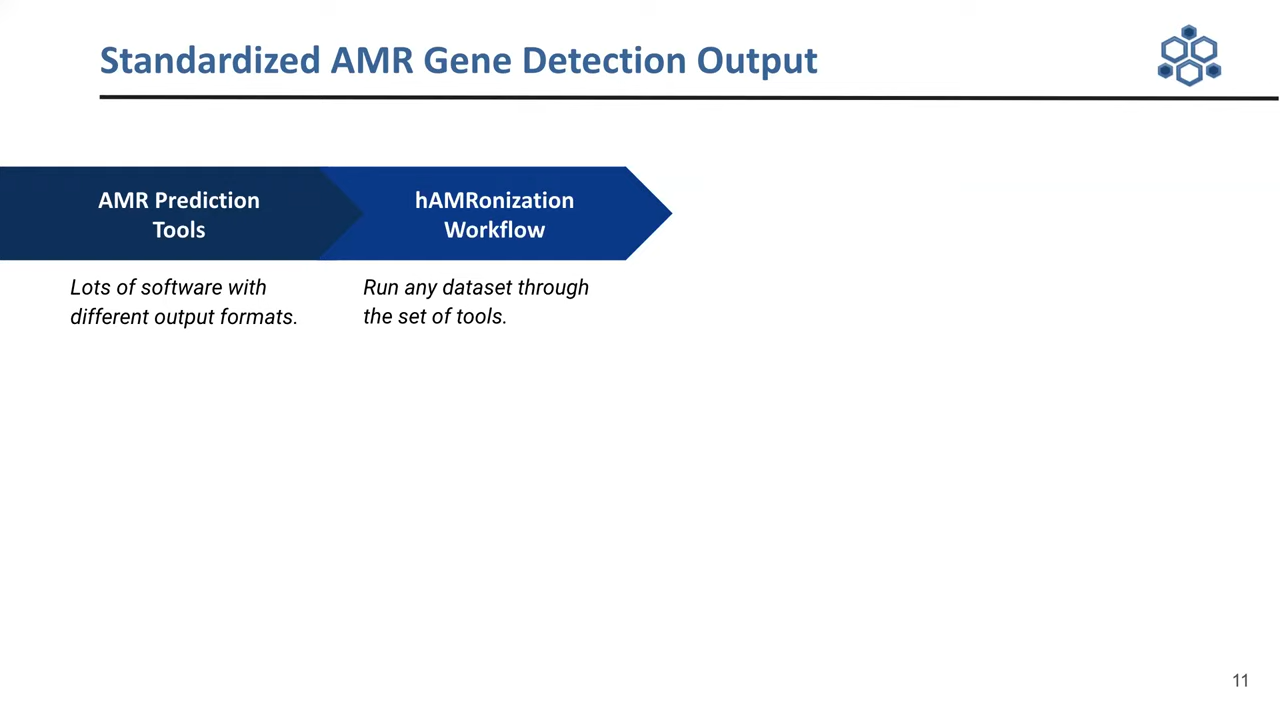 Standardized AMR Gene Detection Output
AMR Prediction
Tools
hAMRonization
Workflow
Lots of software with
different output formats.
Run any dataset through
the set of tools.
11